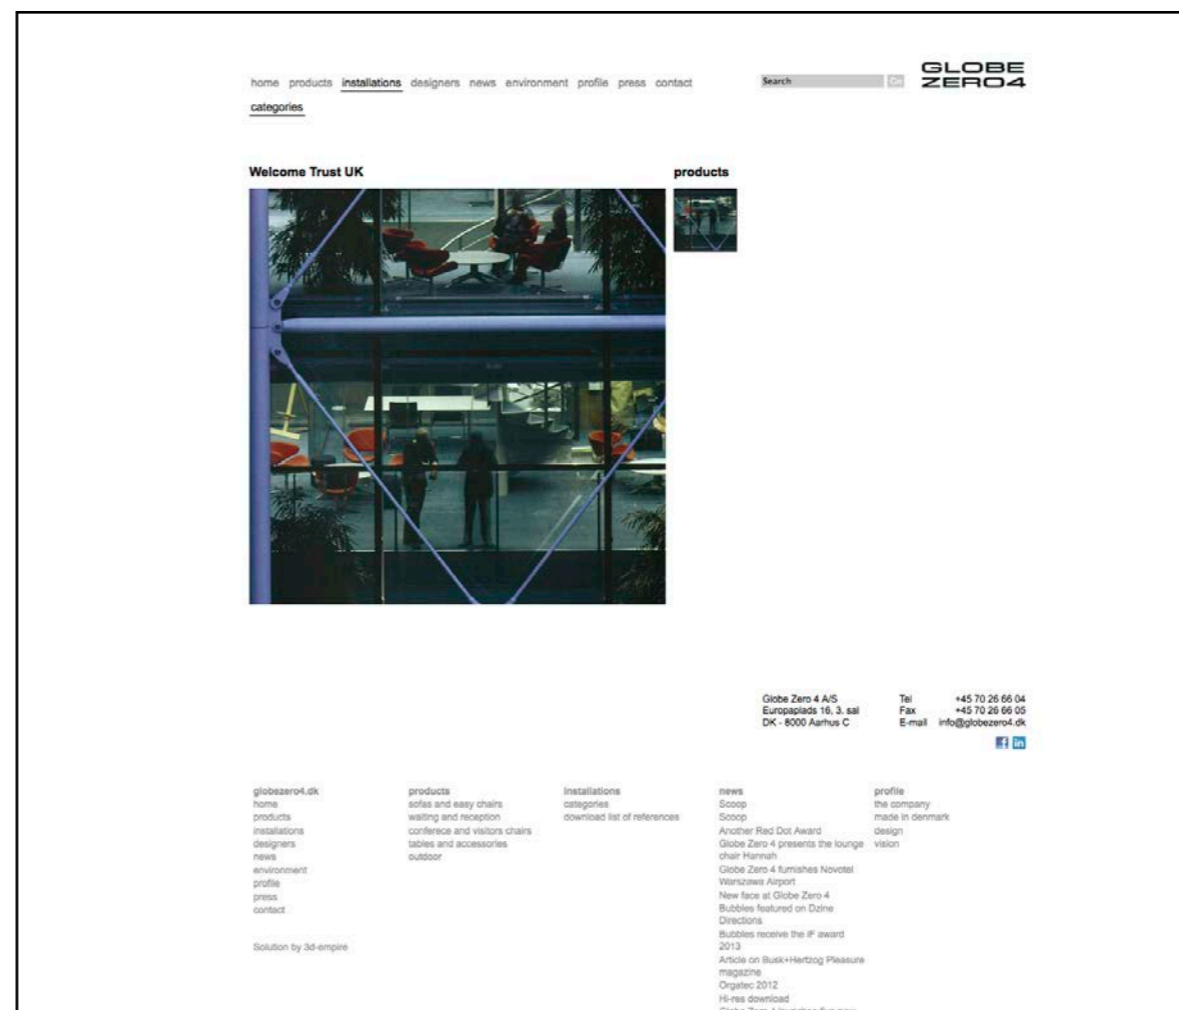 GLOBE
ZERO4
home products installations designers news environment profile press contact
Search Go
categories
Welcome Trust UK
products
Globe Zero 4 A/S
Europaplads 16, 3. sal
DK - 8000 Aarhus C
Tel +45 70 26 66 04
Fax +45 70 26 66 05
E-mail info@globezero4.dk
globezero4.dk
home
products
installations
designers
news
environment
profile
press
contact
Solution by 3d-empire
products
sofas and easy chairs
waiting and reception
conferece and visitors chairs
tables and accessories
outdoor
installations
categories
download list of references
news
Scoop
Scoop
Another Red Dot Award
Globe Zero 4 presents the lounge
chair Hannah
Globe Zero 4 furnishes Novotel
Warszawa Airport
New face at Globe Zero 4
Bubbles featured on Dzine
Directions
Bubbles receive the iF award
2013
Article on Busk+Hertzog Pleasure
magazine
Orgatec 2012
Hi-res download
profile
the company
made in denmark
design
vision